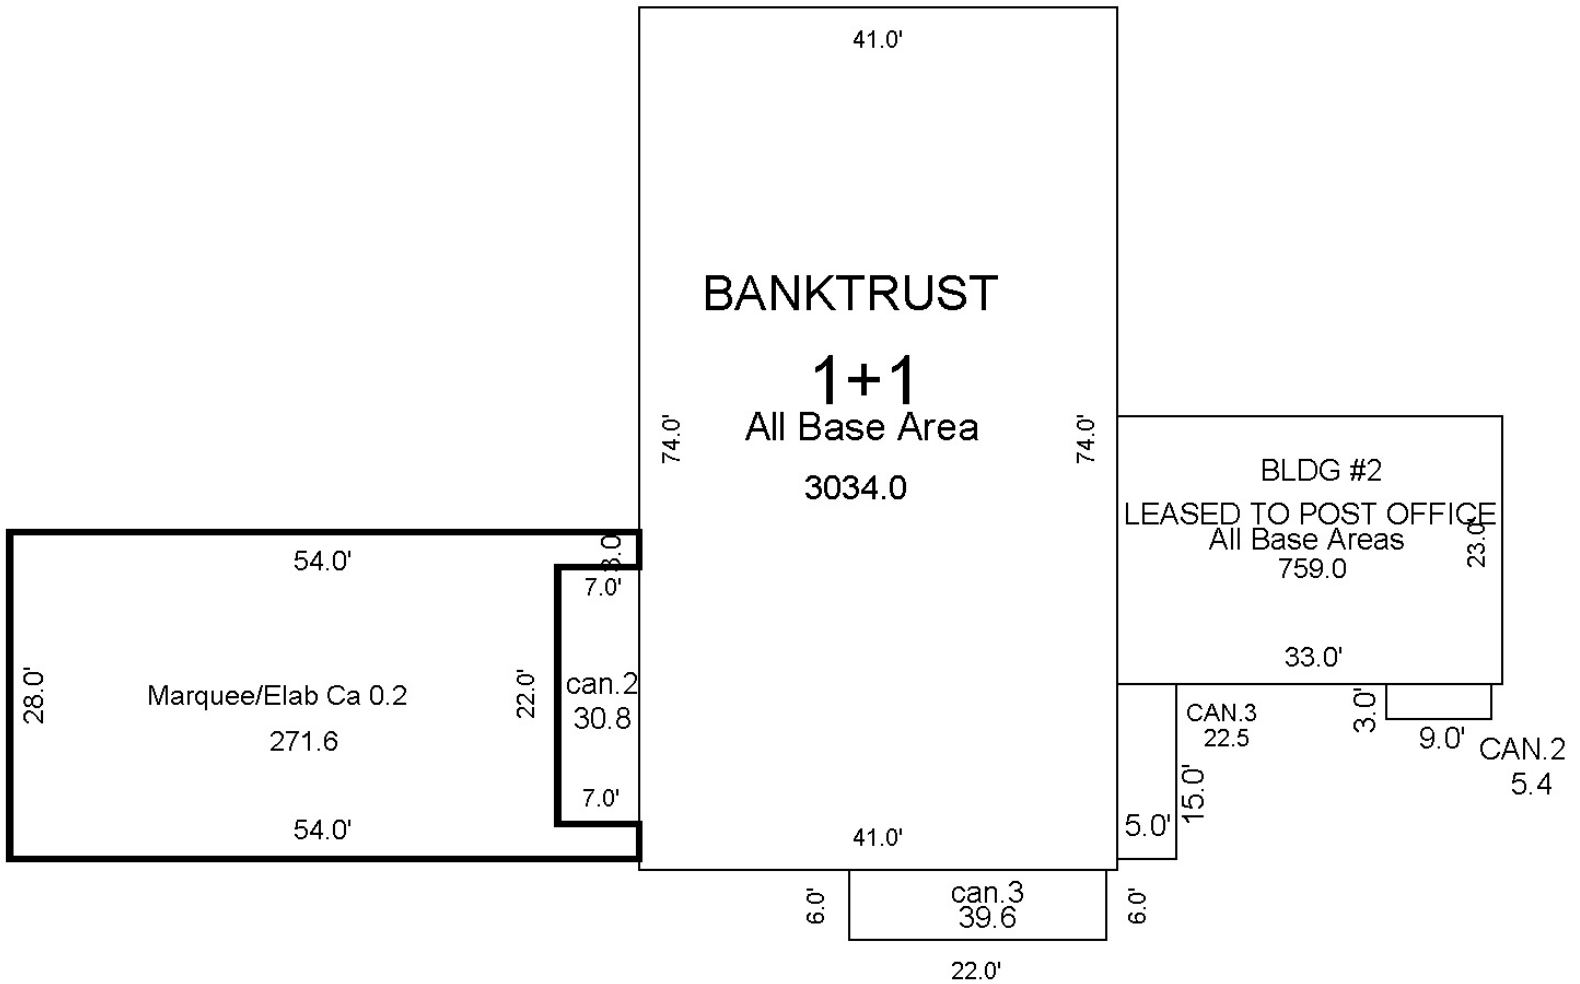 41.0'
BANKTRUST
1+1
All Base Area
3034.0
74.0'
74.0'
BLDG #2
LEASED TO POST OFFICE
All Base Areas
759.0
23.0'
33.0'
54.0'
3.0'
7.0'
28.0'
Marquee/Elab Ca 0.2
271.6
22.0'
can.2
30.8
7.0'
54.0'
41.0'
3.0'
9.0'
CAN.2
5.4
CAN.3
22.5
15.0'
5.0'
6.0'
can.3
39.6
6.0'
22.0'